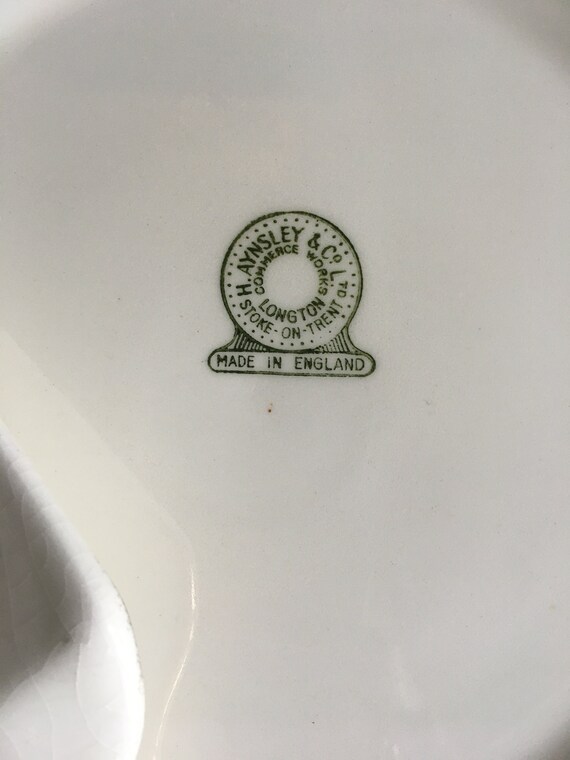 H. AYNSLEY & Co LTD
COMMERCE WORKS
LONGTON
STOKE-ON-TRENT
MADE IN ENGLAND